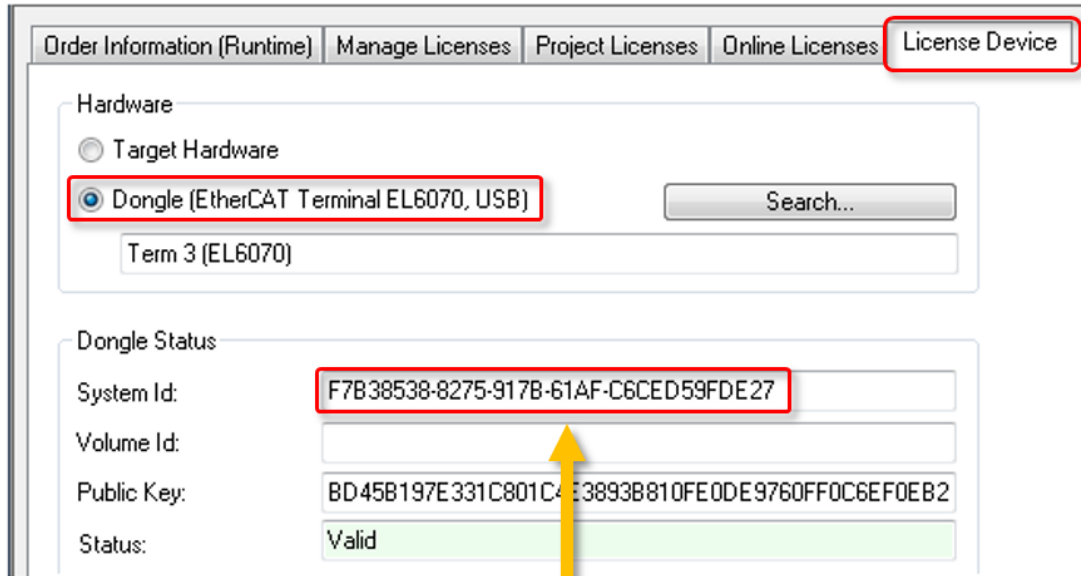 Order Information (Runtime) Manage Licenses Project Licenses Online Licenses License Device
Hardware
Target Hardware
Dongle (EtherCAT Terminal EL6070, USB) Search...
Term 3 (EL6070)
Dongle Status
System Id: F7B38538-8275-917B-61AF-C6CED59FDE27
Volume Id:
Public Key: BD45B197E331C801C4E3893B810FE0DE9760FF0C6EF0EB2
Status: Valid